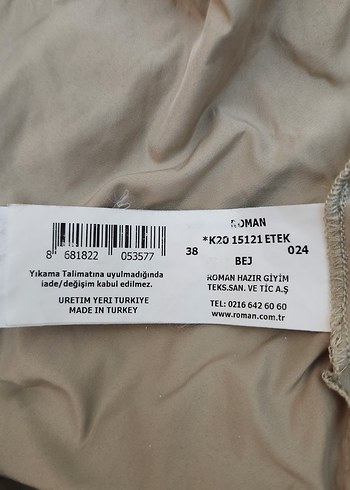 8 681822 053577
Yıkama Talimatına uyulmadığında
iade/değişim kabul edilmez.
URETIM YERI TURKIYE
MADE IN TURKEY
ROMAN
*K20 15121 ETEK
38 024
BEJ
ROMAN HAZIR GİYİM
TEKS.SAN. VE TİC A.Ş
TEL: 0216 642 60 60
www.roman.com.tr